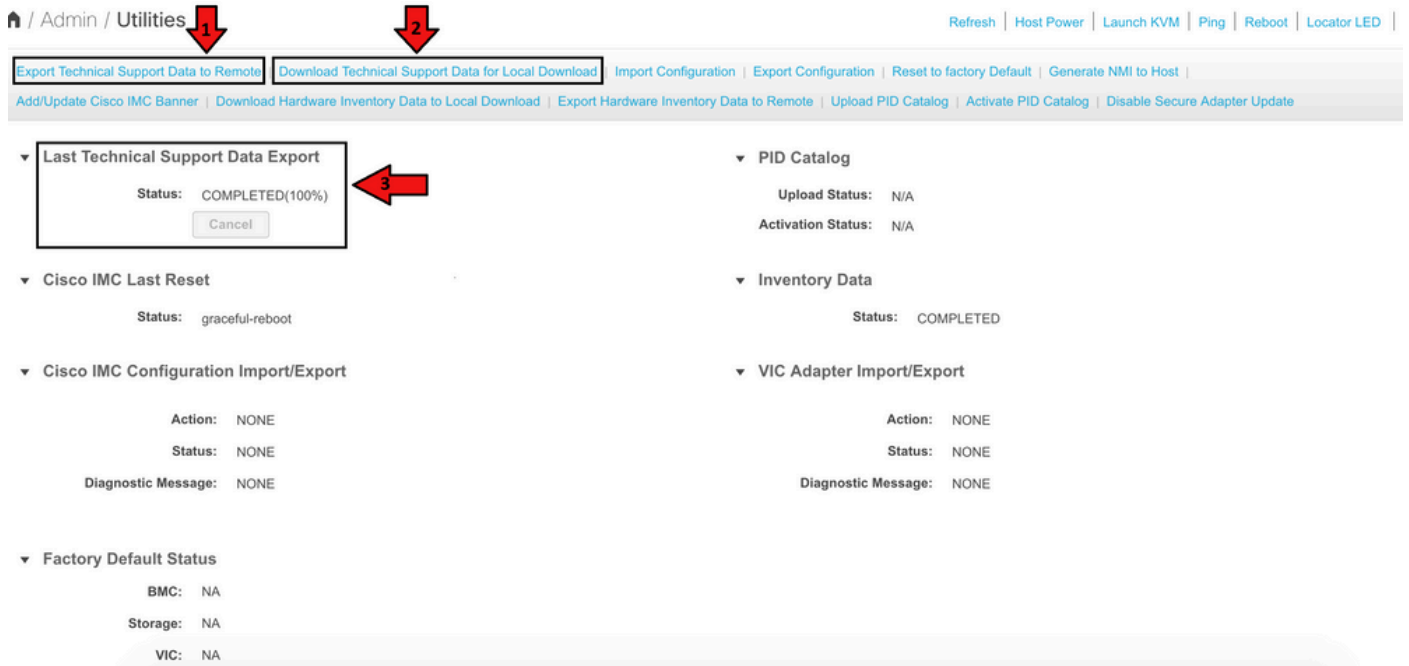 / Admin / Utilities
Refresh | Host Power | Launch KVM | Ping | Reboot | Locator LED |
1
2
Export Technical Support Data to Remote | Download Technical Support Data for Local Download | Import Configuration | Export Configuration | Reset to factory Default | Generate NMI to Host |
Add/Update Cisco IMC Banner | Download Hardware Inventory Data to Local Download | Export Hardware Inventory Data to Remote | Upload PID Catalog | Activate PID Catalog | Disable Secure Adapter Update
Last Technical Support Data Export
Status: COMPLETED(100%)
3
Cancel
PID Catalog
Upload Status: N/A
Activation Status: N/A
Cisco IMC Last Reset
Status: graceful-reboot
Inventory Data
Status: COMPLETED
Cisco IMC Configuration Import/Export
Action: NONE
Status: NONE
Diagnostic Message: NONE
VIC Adapter Import/Export
Action: NONE
Status: NONE
Diagnostic Message: NONE
Factory Default Status
BMC: NA
Storage: NA
VIC: NA